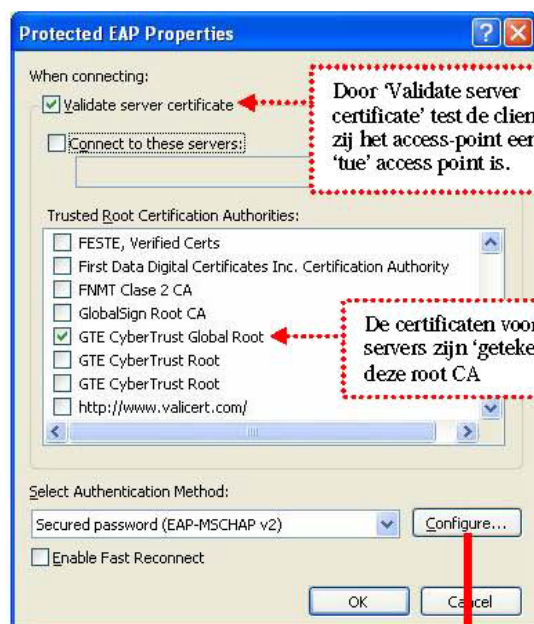 Protected EAP Properties
When connecting:
Validate server certificate
Connect to these servers:
Door ‘Validate server
certificate’ test de clien
zij het access-point een
‘tue’ access point is.
Trusted Root Certification Authorities:
FESTE, Verified Certs
First Data Digital Certificates Inc. Certification Authority
FNMT Clase 2 CA
GlobalSign Root CA
GTE CyberTrust Global Root
GTE CyberTrust Root
GTE CyberTrust Root
http://www.valicert.com/
De certificaten voor
servers zijn ‘geteke
deze root CA
Select Authentication Method:
Secured password (EAP-MSCHAP v2)
Configure...
Enable Fast Reconnect
OK
Cancel